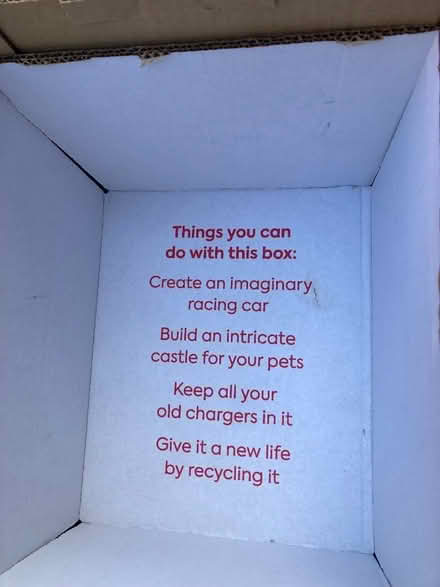 Things you can
do with this box:
Create an imaginary
racing car
Build an intricate
castle for your pets
Keep all your
old chargers in it
Give it a new life
by recycling it